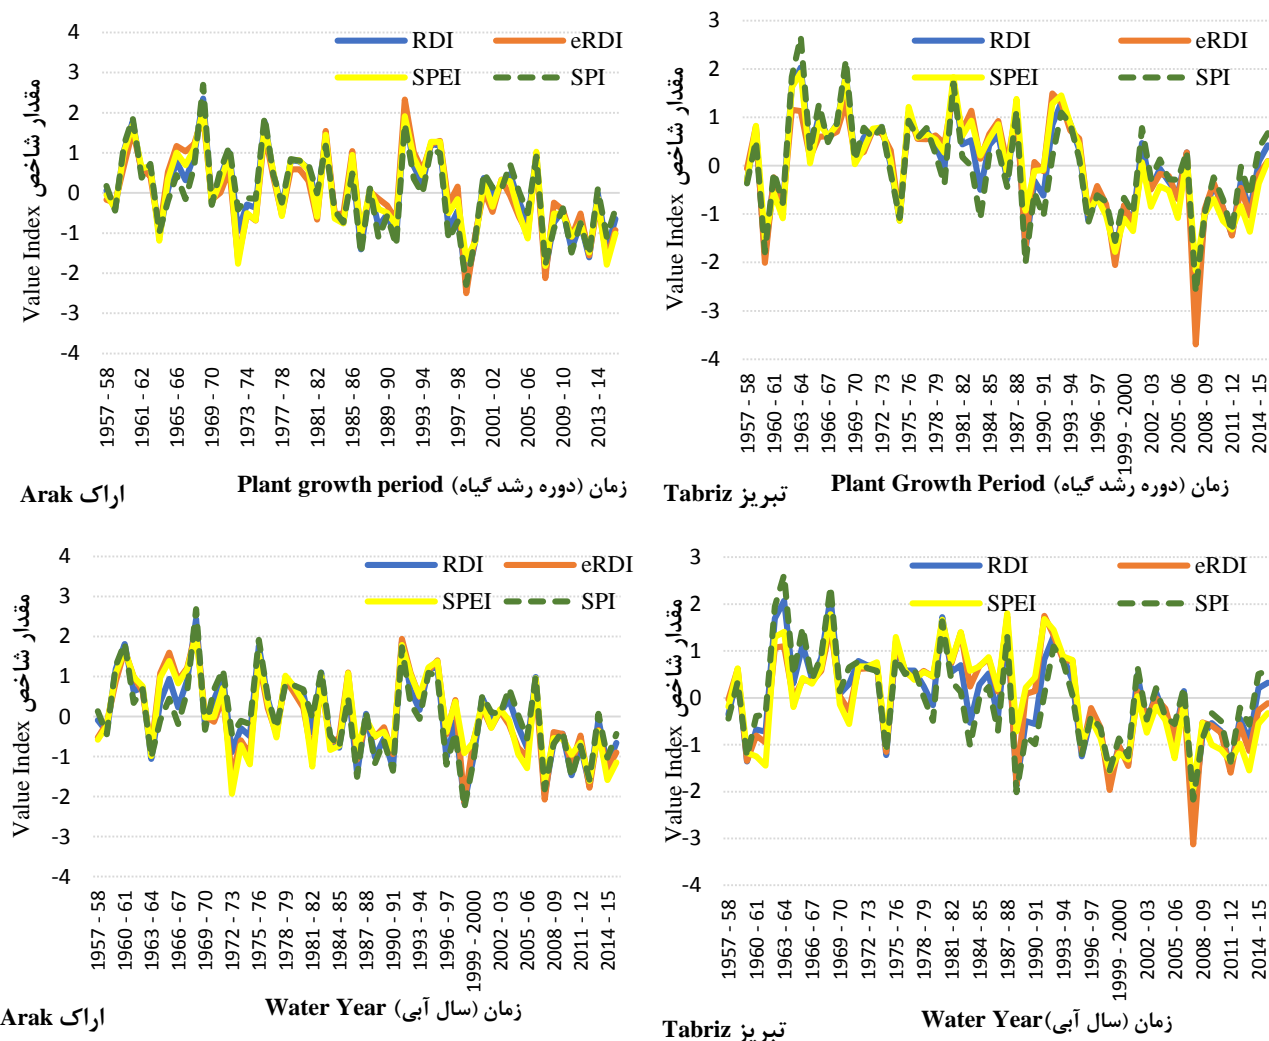 RDI eRDI
SPEI SPI
4
3
2
1
0
-1
-2
-3
-4
Value Index مقدار شاخص
1957 - 58
1961 - 62
1965 - 66
1969 - 70
1973 - 74
1977 - 78
1981 - 82
1985 - 86
1989 - 90
1993 - 94
1997 - 98
2001 - 02
2005 - 06
2009 - 10
2013 - 14
Plant growth period (دوره رشد گیاه) زمان
Arak اراک
RDI eRDI
SPEI SPI
3
2
1
0
-1
-2
-3
-4
Value Index مقدار شاخص
1957 - 58
1960 - 61
1963 - 64
1966 - 67
1969 - 70
1972 - 73
1975 - 76
1978 - 79
1981 - 82
1984 - 85
1987 - 88
1990 - 91
1993 - 94
1996 - 97
1999 - 2000
2002 - 03
2005 - 06
2008 - 09
2011 - 12
2014 - 15
Plant Growth Period (دوره رشد گیاه) زمان
Tabriz تبریز
RDI eRDI
SPEI SPI
4
3
2
1
0
-1
-2
-3
-4
Value Index مقدار شاخص
1957 - 58
1960 - 61
1963 - 64
1966 - 67
1969 - 70
1972 - 73
1975 - 76
1978 - 79
1981 - 82
1984 - 85
1987 - 88
1990 - 91
1993 - 94
1996 - 97
1999 - 2000
2002 - 03
2005 - 06
2008 - 09
2011 - 12
2014 - 15
Water Year (سال آبی) زمان
Arak اراک
RDI eRDI
SPEI SPI
3
2
1
0
-1
-2
-3
-4
Value Index مقدار شاخص
1957 - 58
1960 - 61
1963 - 64
1966 - 67
1969 - 70
1972 - 73
1975 - 76
1978 - 79
1981 - 82
1984 - 85
1987 - 88
1990 - 91
1993 - 94
1996 - 97
1999 - 2000
2002 - 03
2005 - 06
2008 - 09
2011 - 12
2014 - 15
Water Year(سال آبی) زمان
Tabriz تبریز